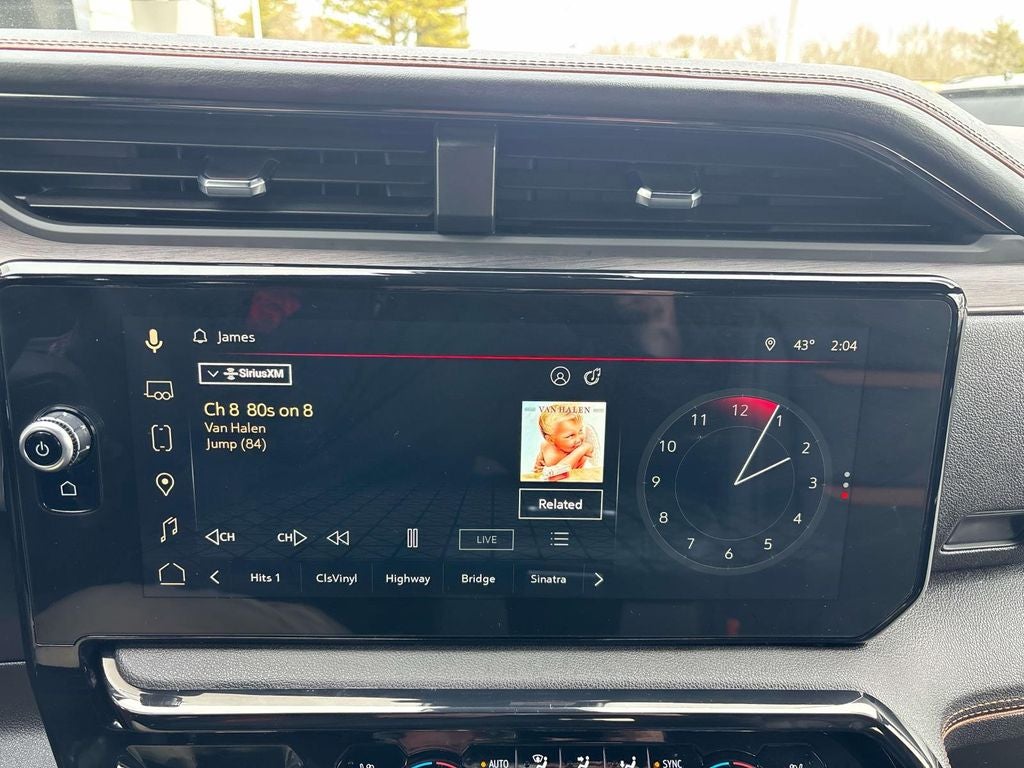 James
43° 2:04
SiriusXM
Ch 8 80s on 8
Van Halen
Jump (84)
VAN HALEN
Related
CH CH LIVE
Hits 1 ClsVinyl Highway Bridge Sinatra
12
1
2
3
4
5
6
7
8
9
10
11
AUTO SYNC